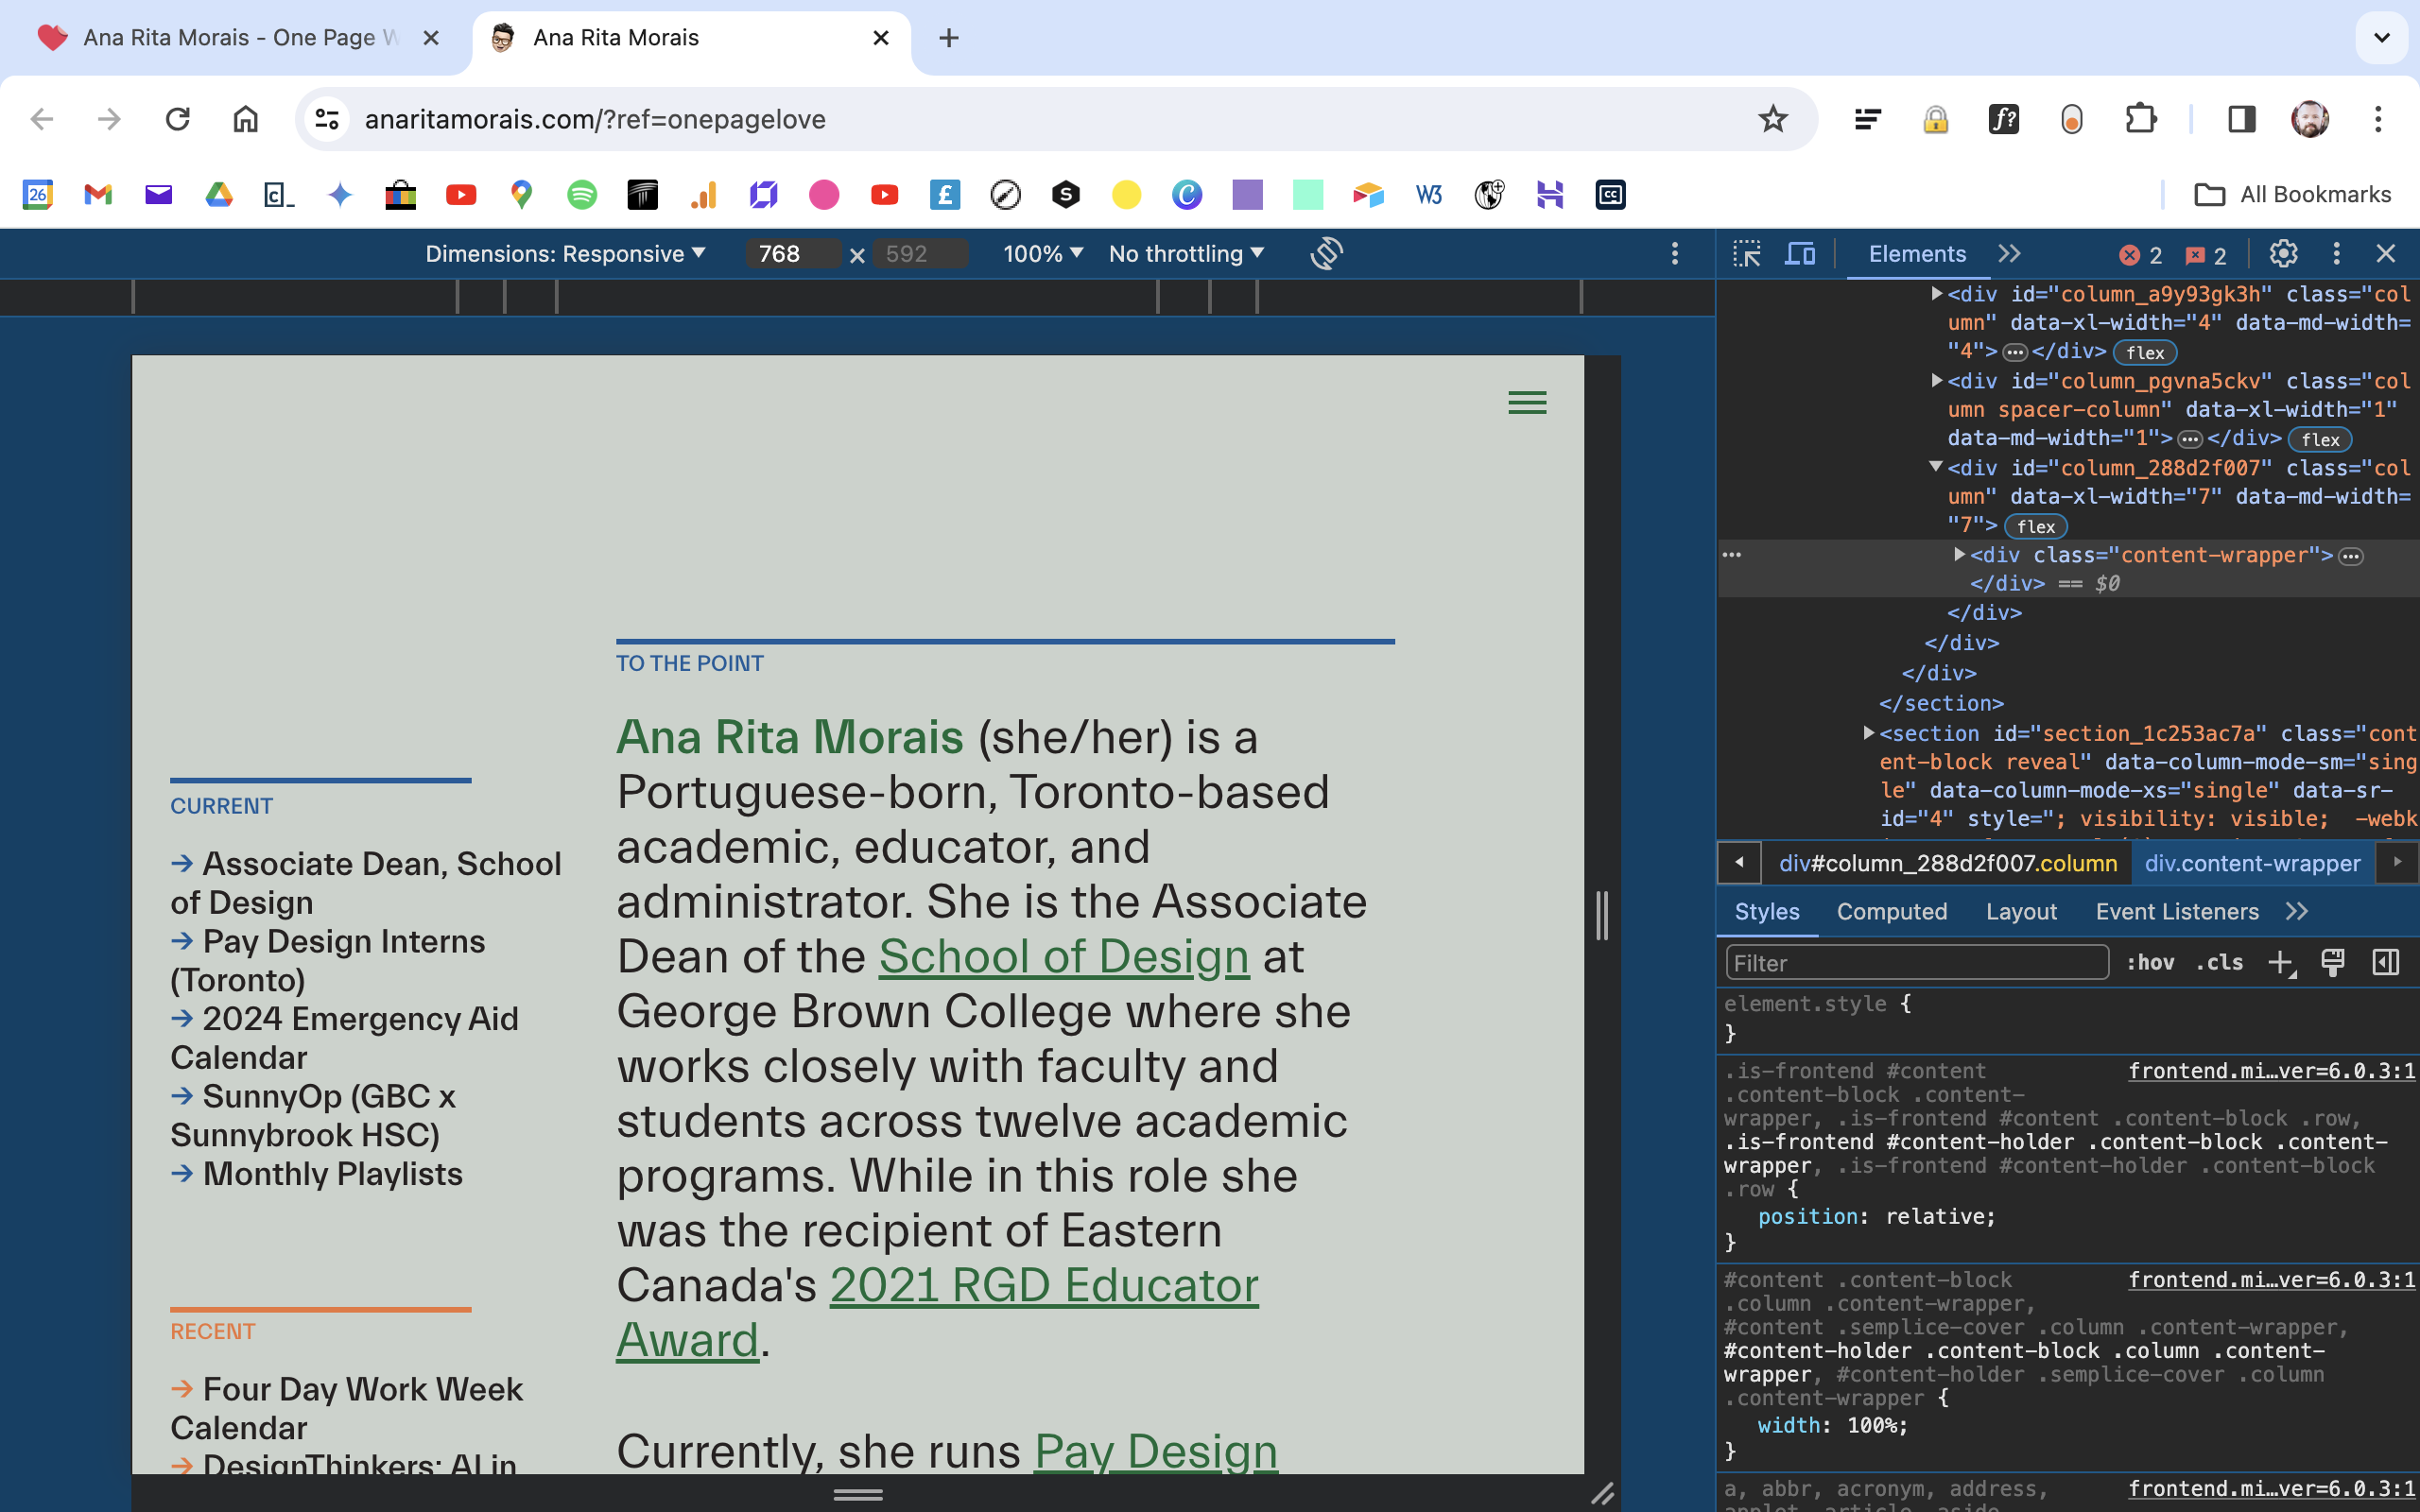 Ana Rita Morais - One Page W
Ana Rita Morais
anaritamorais.com/?ref=onepagelove
26
C_
S
£
W3
CC
f?
All Bookmarks
Dimensions: Responsive
768
×
592
100%
No throttling
Elements
2
2
<div id="column_a9y93gk3h" class="col
umn" data-xl-width="4" data-md-width=
"4">…</div> flex
<div id="column_pgvna5ckv" class="col
umn spacer-column" data-xl-width="1"
data-md-width="1">…</div> flex
<div id="column_288d2f007" class="col
umn" data-xl-width="7" data-md-width=
"7"> flex
<div class="content-wrapper">…
</div> == $0
</div>
</div>
</div>
</section>
<section id="section_1c253ac7a" class="cont
ent-block reveal" data-column-mode-sm="sing
le" data-column-mode-xs="single" data-sr-
id="4" style="; visibility: visible;  -webk
div#column_288d2f007.column
div.content-wrapper
Styles
Computed
Layout
Event Listeners
Filter
:hov
.cls
element.style {
}
.is-frontend #content frontend.mi…ver=6.0.3:1
.content-block .content-
wrapper, .is-frontend #content .content-block .row,
.is-frontend #content-holder .content-block .content-
wrapper, .is-frontend #content-holder .content-block
.row {
position: relative;
}
#content .content-block frontend.mi…ver=6.0.3:1
.column .content-wrapper,
#content .semplice-cover .column .content-wrapper,
#content-holder .content-block .column .content-
wrapper, #content-holder .semplice-cover .column
.content-wrapper {
width: 100%;
}
a, abbr, acronym, address, frontend.mi…ver=6.0.3:1
applet, article, aside,
TO THE POINT
Ana Rita Morais (she/her) is a
Portuguese-born, Toronto-based
academic, educator, and
administrator. She is the Associate
Dean of the School of Design at
George Brown College where she
works closely with faculty and
students across twelve academic
programs. While in this role she
was the recipient of Eastern
Canada's 2021 RGD Educator
Award.
Currently, she runs Pay Design
CURRENT
→ Associate Dean, School
of Design
→ Pay Design Interns
(Toronto)
→ 2024 Emergency Aid
Calendar
→ SunnyOp (GBC x
Sunnybrook HSC)
→ Monthly Playlists
RECENT
→ Four Day Work Week
Calendar
→ DesignThinkers: AI in